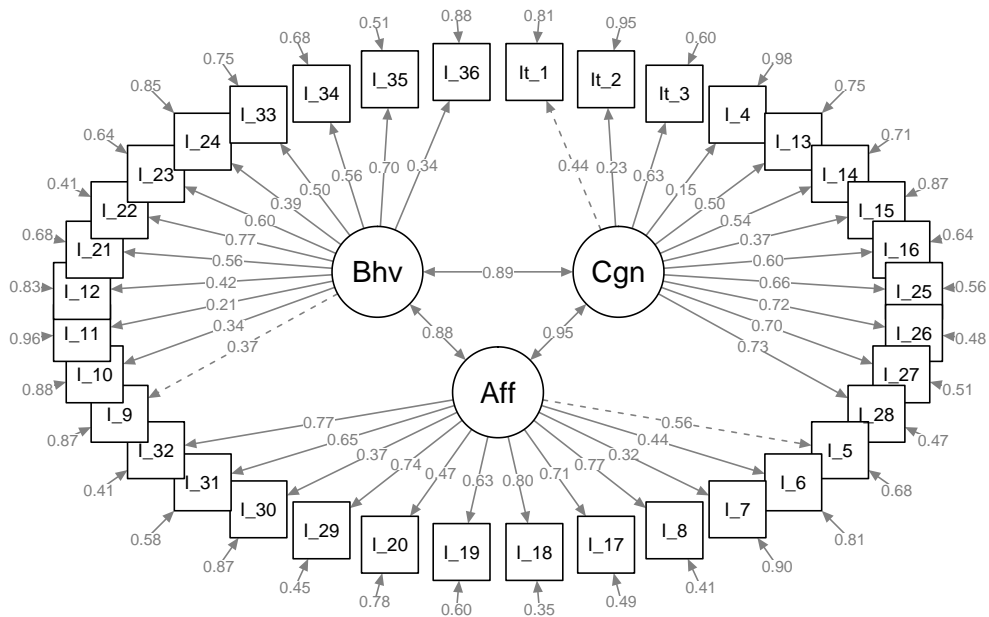 0.51 0.88 0.81 0.95
0.68 0.60
0.75 0.98
0.85 0.75
I_36 It_1
I_35 It_2
I_34 It_3
I_33 I_4
0.64 0.71
I_24 I_13
0.41 I_23 I_14 0.87
0.56 0.70 0.34 0.44 0.23 0.63
0.50 0.15
0.39 0.50
I_22 I_15
0.60 0.54
0.68 0.77 0.37 0.64
I_21 I_16
0.56 0.60
Bhv 0.89 Cgn
0.83 I_12 0.42 0.66 I_25 0.56
0.21 0.72
0.34 0.70
0.96 I_11 0.88 0.95 I_26 0.48
0.37 0.73
I_10 I_27
0.88 0.51
Aff
I_9 I_28
0.77 0.56
0.87 0.65 0.44 0.47
I_32 0.37 0.32 I_5
0.74 0.47 0.63 0.80 0.71 0.77
0.41 I_31 I_6 0.68
I_30 I_7
I_29 I_8
0.58 I_20 I_17 0.81
I_19 I_18
0.87 0.90
0.45 0.41
0.78 0.49
0.60 0.35